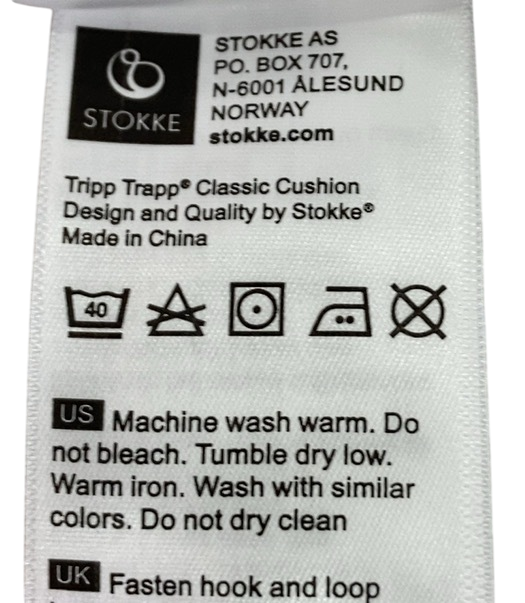 STOKKE
STOKKE AS
PO. BOX 707,
N-6001 ÅLESUND
NORWAY
stokke.com
Tripp Trapp® Classic Cushion
Design and Quality by Stokke®
Made in China
40
US Machine wash warm. Do
not bleach. Tumble dry low.
Warm iron. Wash with similar
colors. Do not dry clean
UK Fasten hook and loop